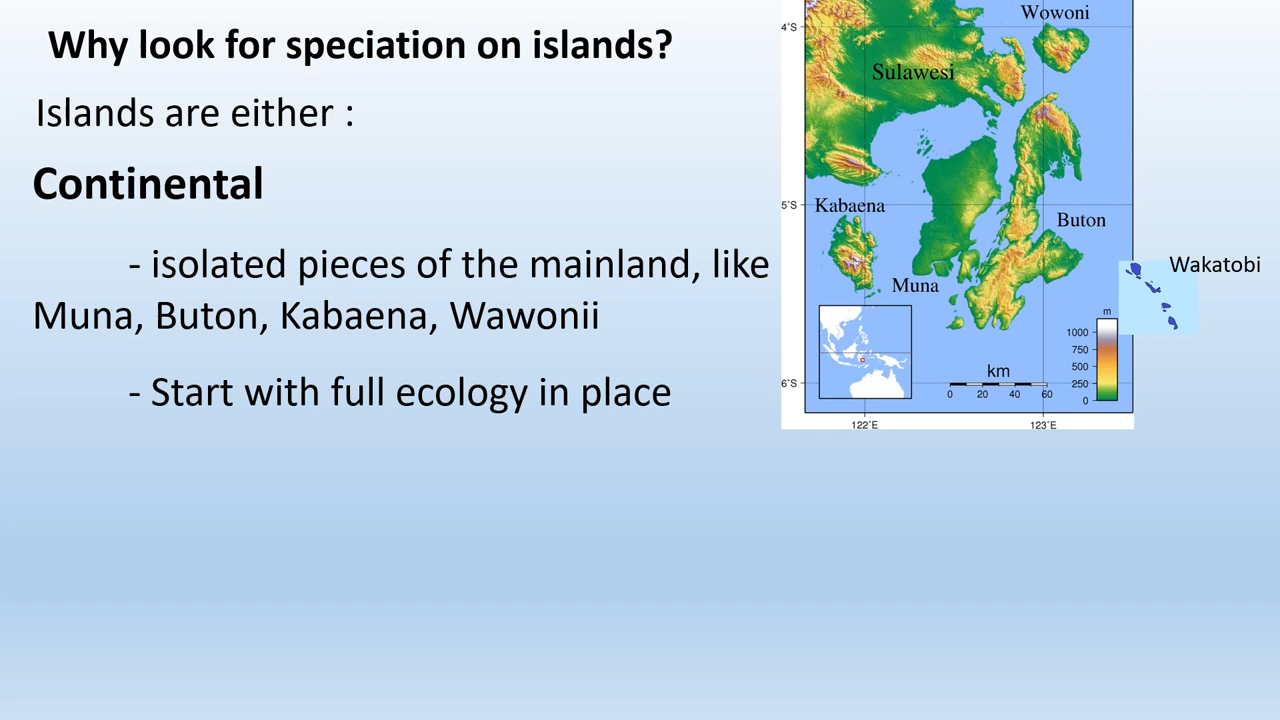 Why look for speciation on islands?
Islands are either :
Continental
- isolated pieces of the mainland, like
Muna, Buton, Kabaena, Wawonii
- Start with full ecology in place
Wowoni
4°S
Sulawesi
5°S
Kabaena
Buton
Muna
Wakatobi
m
1000
750
500
250
0
km
0 20 40 60
6°S
122°E 123°E